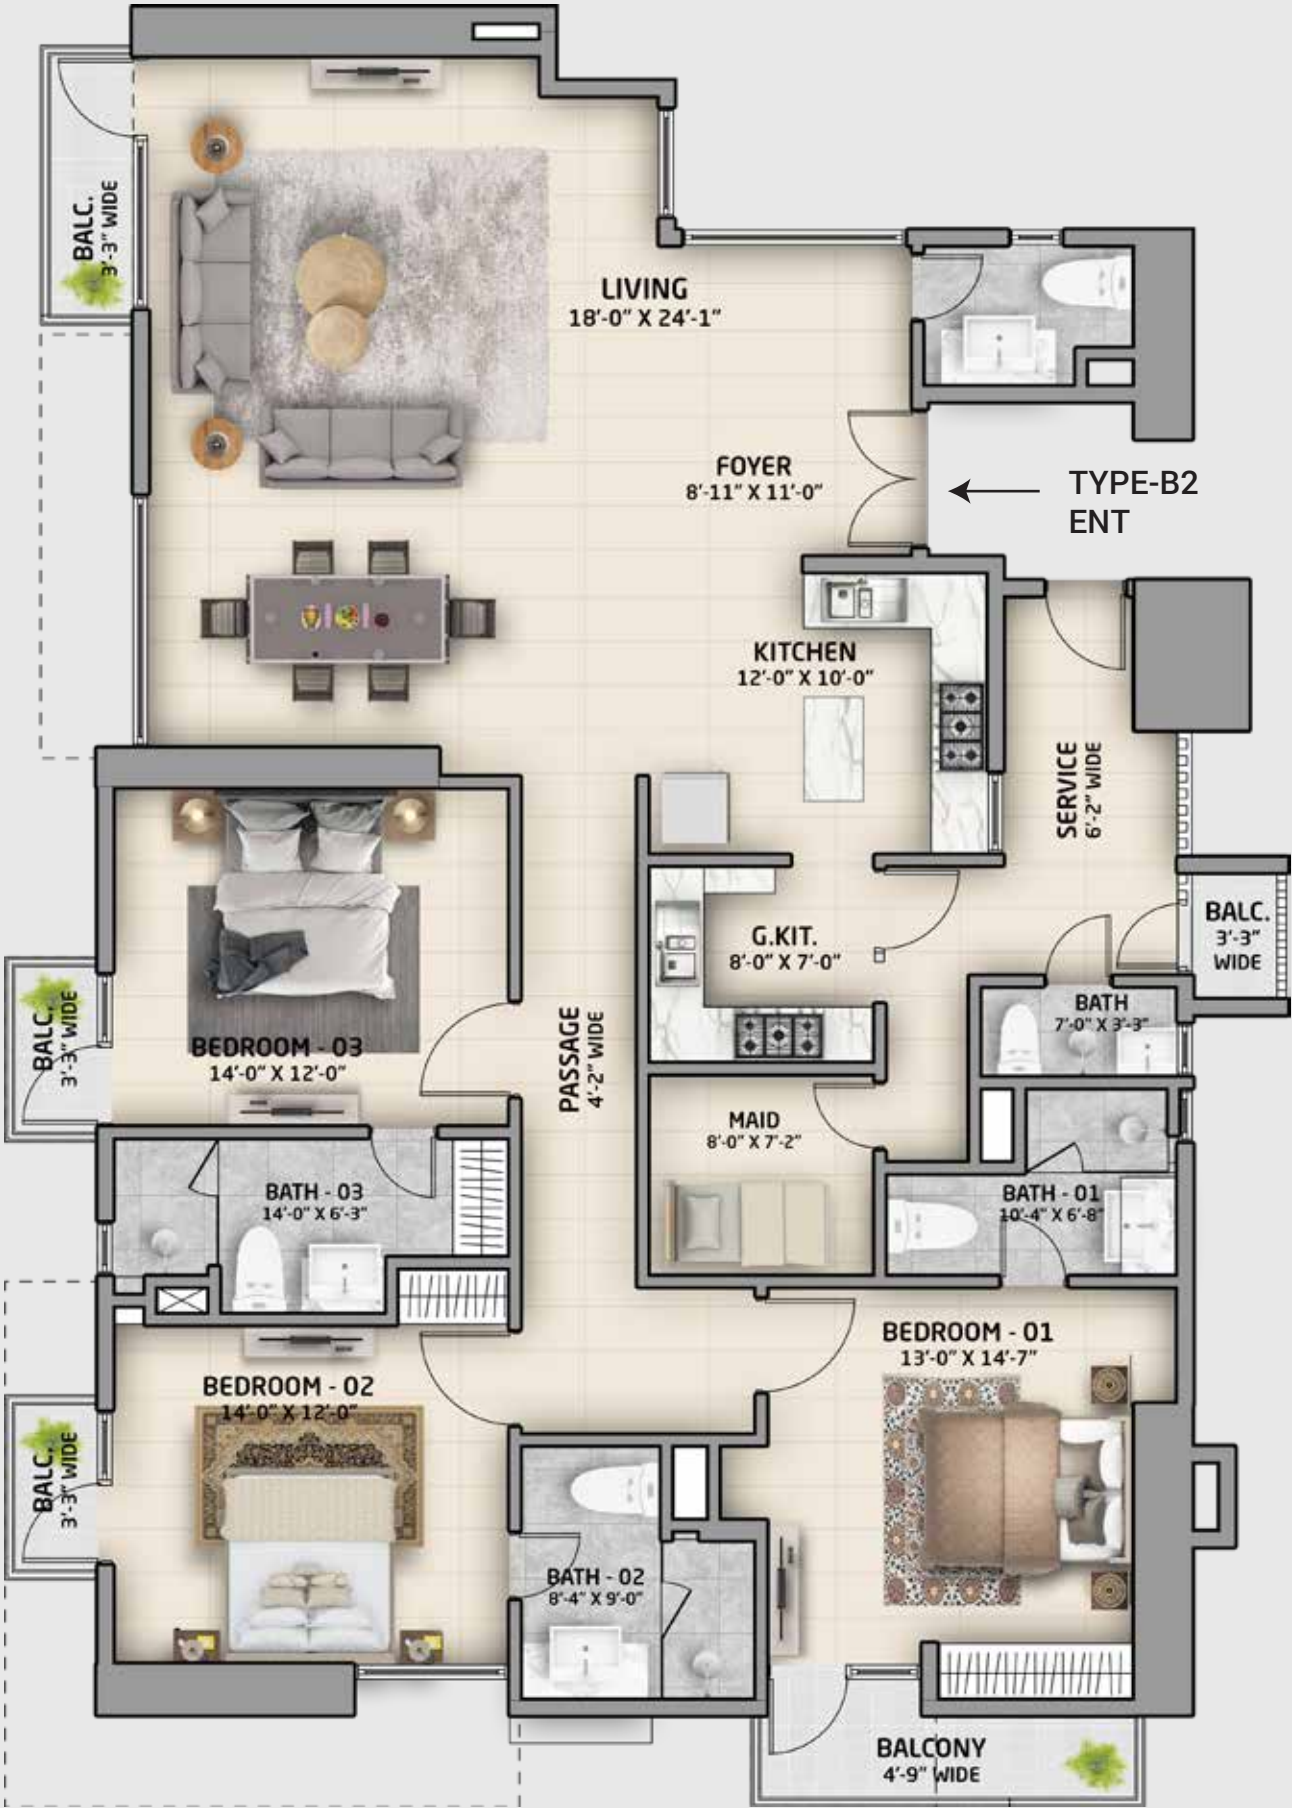 BALC.
3'-3" WIDE
LIVING
18'-0" X 24'-1"
FOYER
8'-11" X 11'-0"
TYPE-B2
ENT
KITCHEN
12'-0" X 10'-0"
SERVICE
6'-2" WIDE
BALC.
3'-3"
WIDE
G.KIT.
8'-0" X 7'-0"
BATH
7'-0" X 3'-3"
BALC.
3'-3" WIDE
BEDROOM - 03
14'-0" X 12'-0"
PASSAGE
4'-2" WIDE
MAID
8'-0" X 7'-2"
BATH - 03
14'-0" X 6'-3"
BATH - 01
10'-4" X 6'-8"
BEDROOM - 01
13'-0" X 14'-7"
BEDROOM - 02
14'-0" X 12'-0"
BALC.
3'-3" WIDE
BATH - 02
8'-4" X 9'-0"
BALCONY
4'-9" WIDE